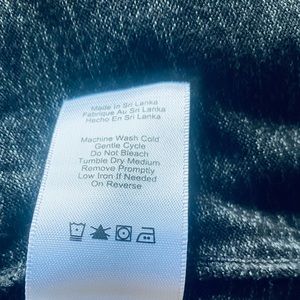 Made In Sri Lanka
Fabrique Au Sri Lanka
Hecho En Sri Lanka
Machine Wash Cold
Gentle Cycle
Do Not Bleach
Tumble Dry Medium
Remove Promptly
Low Iron If Needed
On Reverse